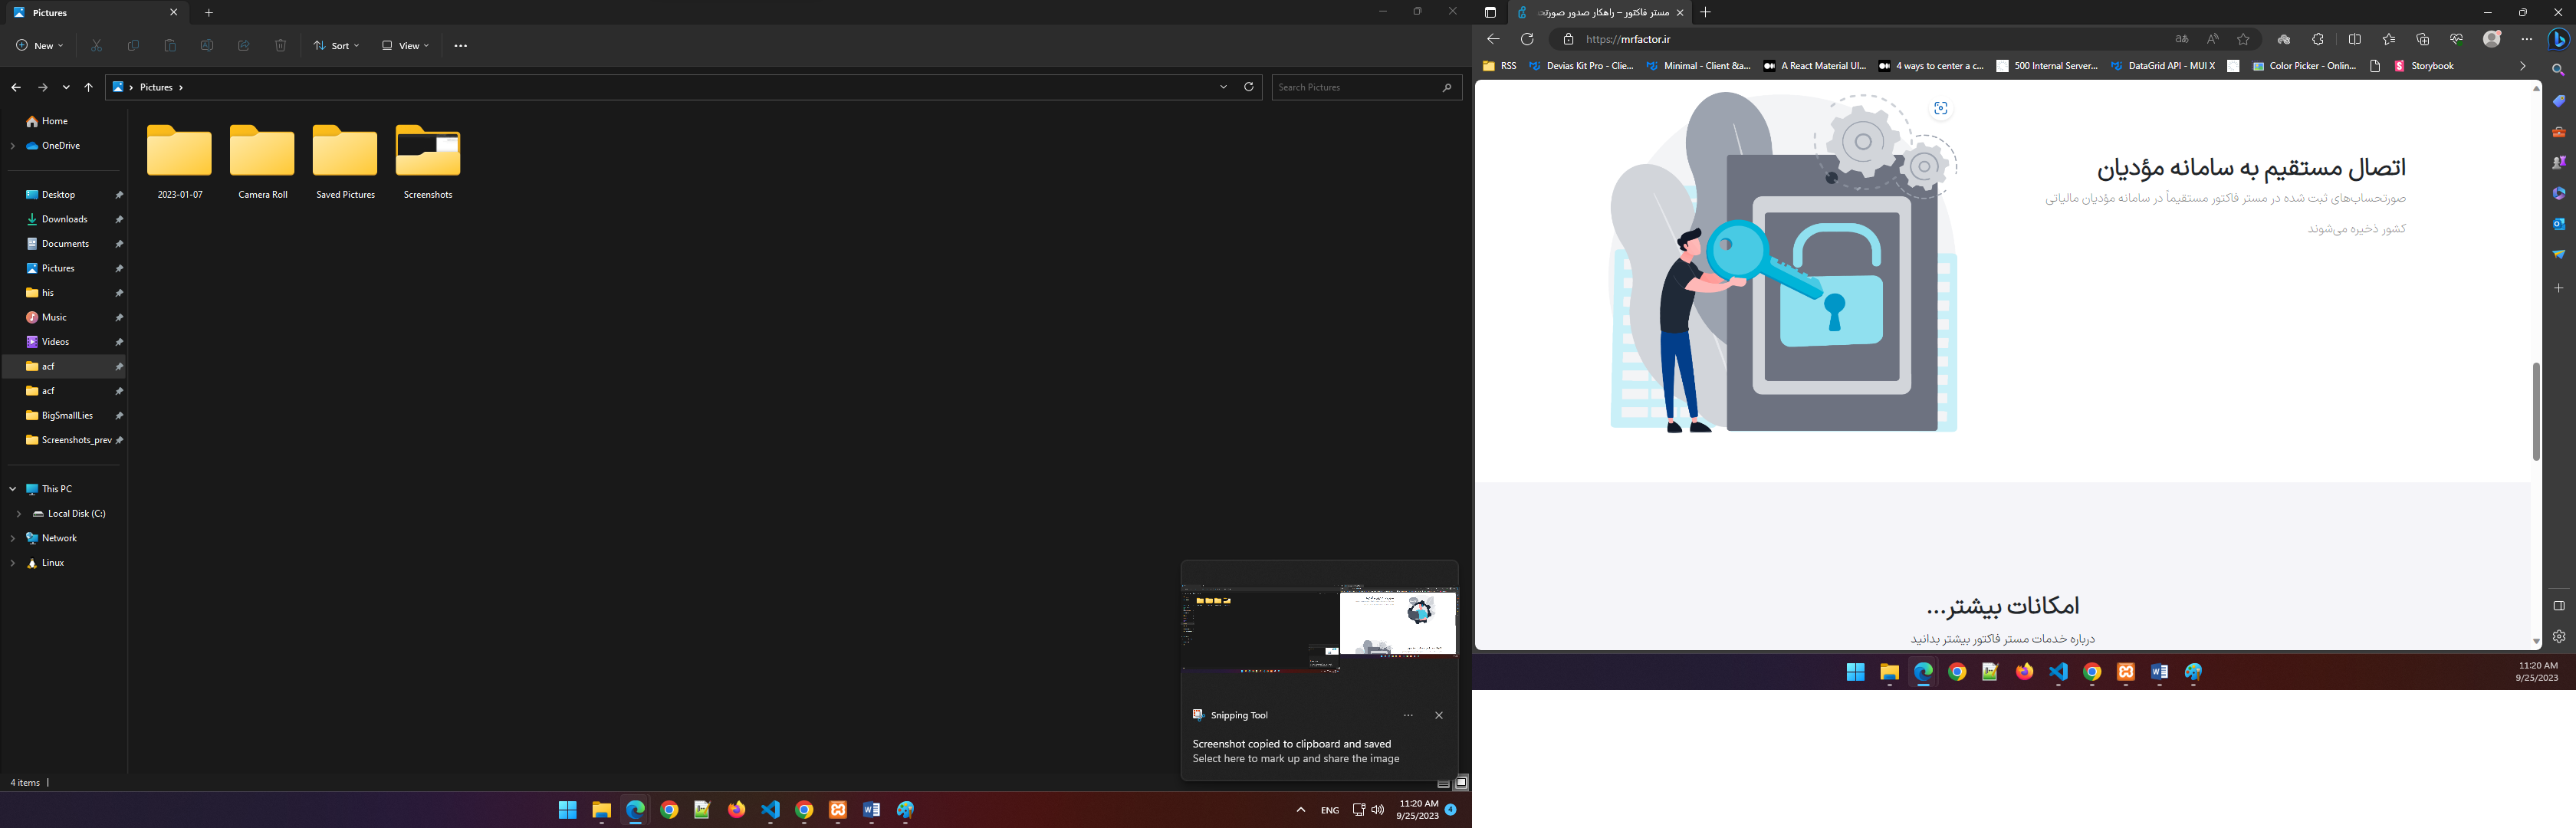 Pictures
New
Sort
View
Pictures
Search Pictures
Home
OneDrive
Desktop
Downloads
Documents
Pictures
his
Music
Videos
acf
acf
BigSmallLies
Screenshots_prev
This PC
Local Disk (C:)
Network
Linux
2023-01-07
Camera Roll
Saved Pictures
Screenshots
Snipping Tool
Screenshot copied to clipboard and saved
Select here to mark up and share the image
4 items
ENG
11:20 AM
9/25/2023
4
مستر فاکتور – راهکار صدور صورتـ
https://mrfactor.ir
RSS
Devias Kit Pro - Clie...
Minimal - Client &a...
A React Material UI...
4 ways to center a c...
500 Internal Server...
DataGrid API - MUI X
Color Picker - Onlin...
Storybook
اتصال مستقیم به سامانه مؤدیان
صورتحساب‌های ثبت شده در مستر فاکتور مستقیماً در سامانه مؤدیان مالیاتی
کشور ذخیره می‌شوند
امکانات بیشتر...
درباره خدمات مستر فاکتور بیشتر بدانید
11:20 AM
9/25/2023